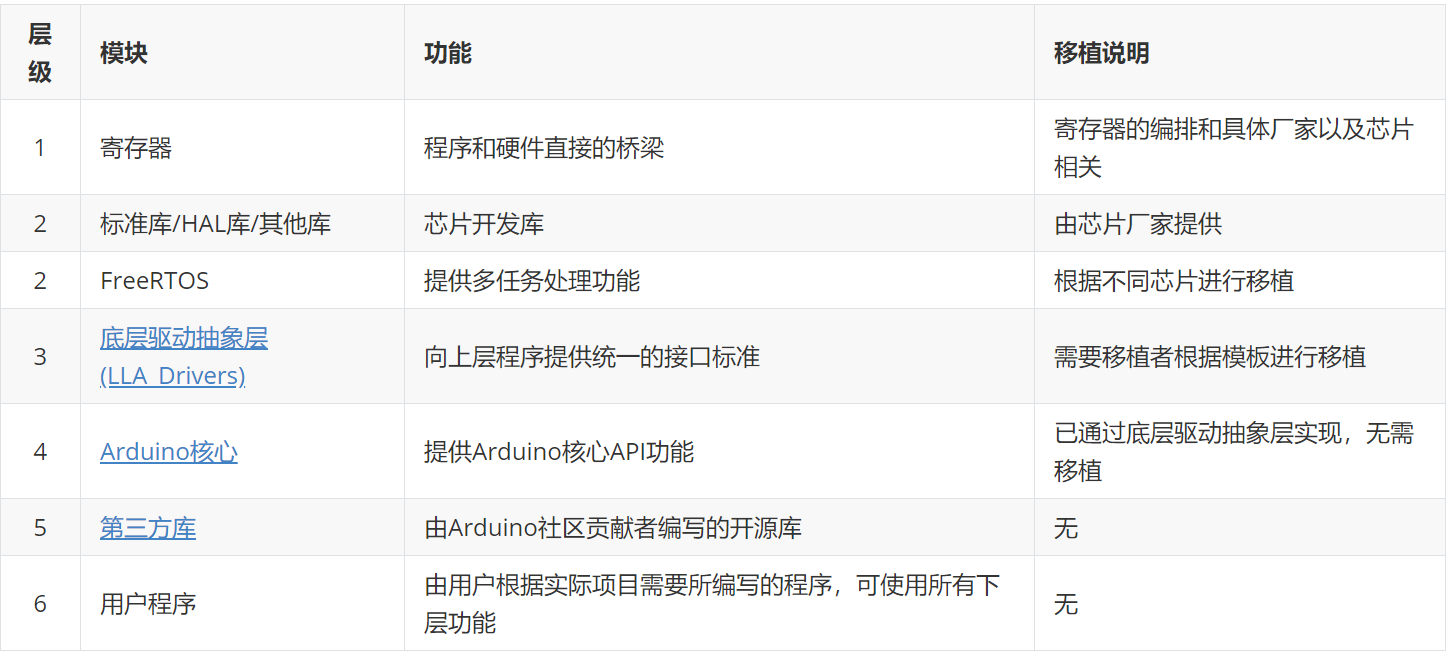 层
级
模块
功能
移植说明
1
寄存器
程序和硬件直接的桥梁
寄存器的编排和具体厂家以及芯片
相关
2
标准库/HAL库/其他库
芯片开发库
由芯片厂家提供
2
FreeRTOS
提供多任务处理功能
根据不同芯片进行移植
3
底层驱动抽象层
(LLA_Drivers)
向上层程序提供统一的接口标准
需要移植者根据模板进行移植
4
Arduino核心
提供Arduino核心API功能
已通过底层驱动抽象层实现，无需
移植
5
第三方库
由Arduino社区贡献者编写的开源库
无
6
用户程序
由用户根据实际项目需要所编写的程序，可使用所有下
层功能
无